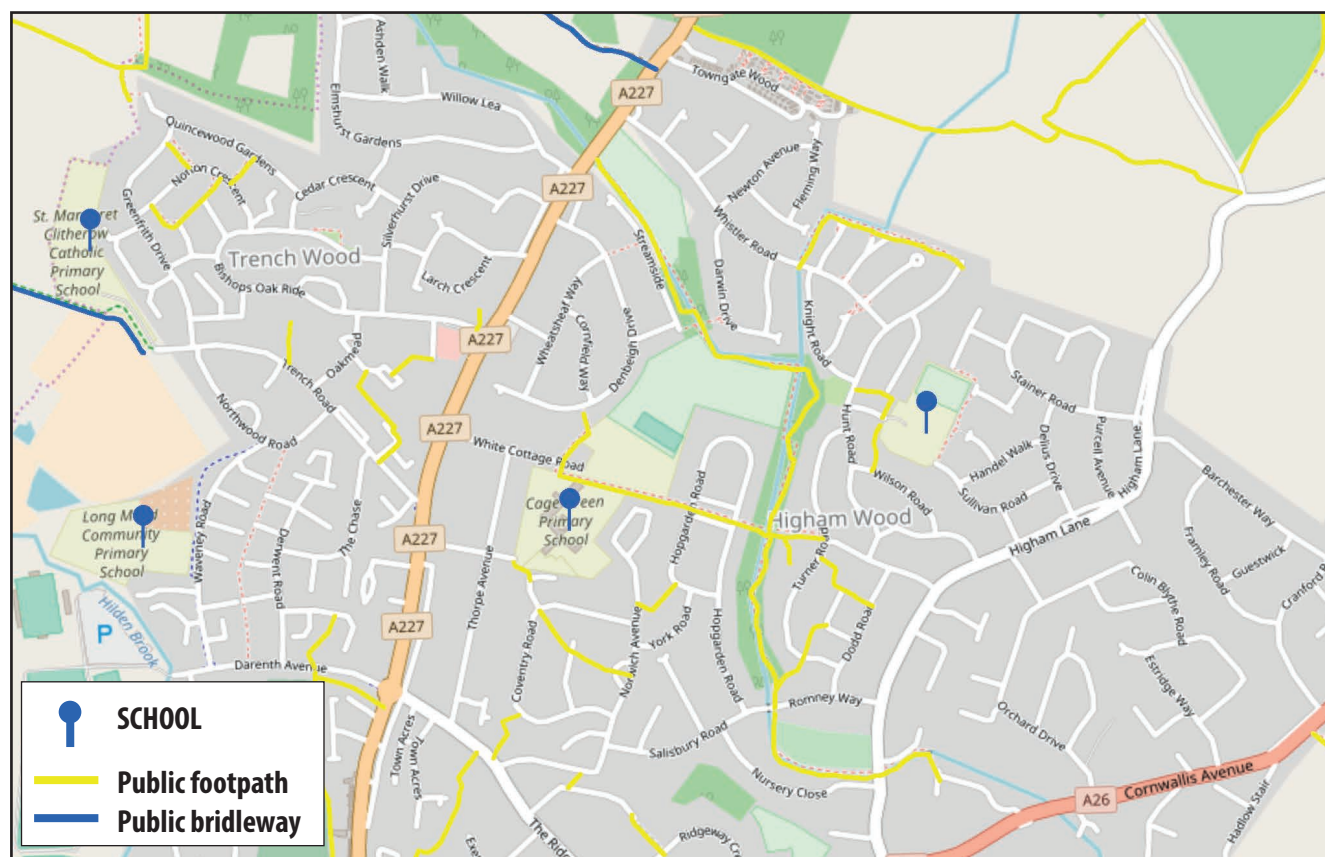 Ashden Walk
Elmshurst Gardens
Willow Lea
A227
Towngate Wood
Quincewood Gardens
Norton Crescent
Cedar Crescent
Silverhurst Drive
A227
Newton Avenue
Fleming Way
Greenfrith Drive
St. Margaret
Clitherow
Catholic
Primary
School
Trench Wood
Bishops Oak Ride
Larch Crescent
Streamside
Whistler Road
Darwin Drive
Knight Road
Wheatsheaf Way
Cornfield Way
Denbeigh Drive
A227
Oakmead
Trench Road
Northwood Road
A227
White Cottage Road
Stainer Road
Hunt Road
Handel Walk
Delius Drive
Purcell Avenue
Higham Lane
Sullivan Road
Wilson Road
Barchester Way
Long Mead
Community
Primary
School
Waveney Road
Derwent Road
The Chase
A227
Cage Green
Primary
School
Hopgarden Road
Higham Wood
Higham Lane
Framley Road
Guestwick
Colin Blythe Road
Thorpe Avenue
Turner Road
Hilden Brook
P
A227
Coventry Road
Norwich Avenue
York Road
Hopgarden Road
Dodd Road
Estridge Way
Darenth Avenue
Romney Way
Orchard Drive
Salisbury Road
Town Acres
Town Acres
Nursery Close
A26
Cornwallis Avenue
Hadlow Stair
SCHOOL
Public footpath
Public bridleway